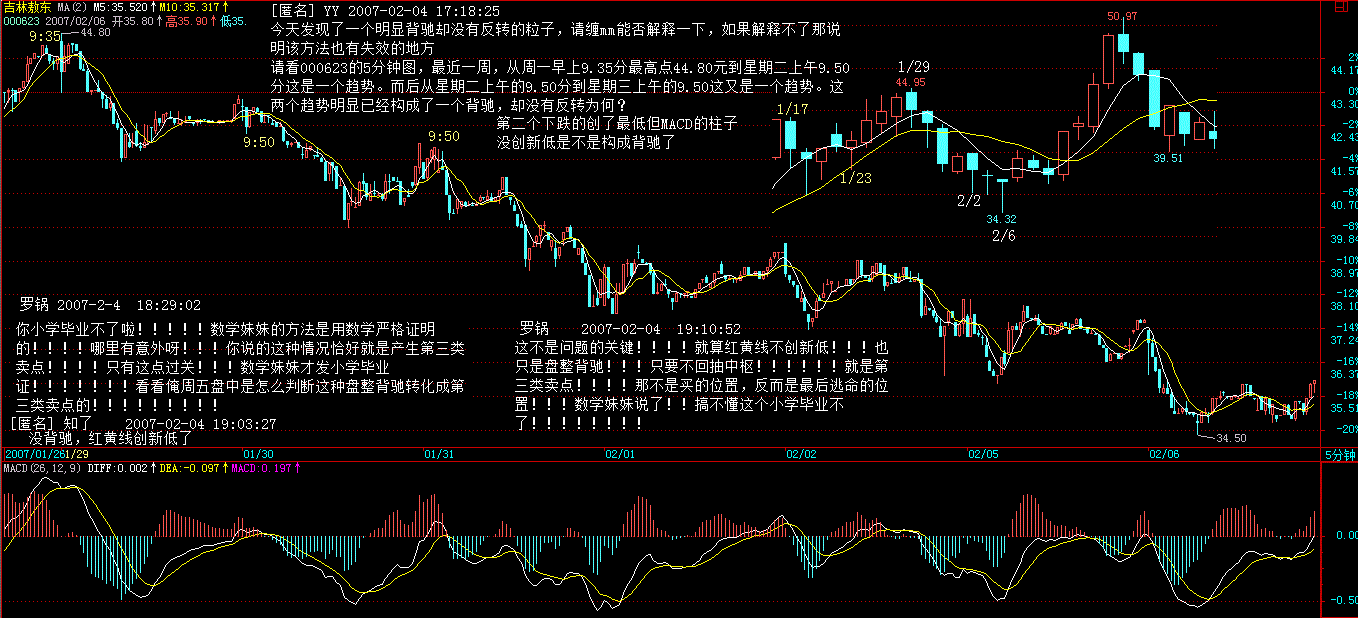 吉林敖东 MA(2) M5:35.520↑M10:35.317↑
000623 2007/02/06 开35.80↑高35.90↑低35.
[匿名] YY 2007-02-04 17:18:25
今天发现了一个明显背驰却没有反转的粒子，请缠mm能否解释一下，如果解释不了那说
明该方法也有失效的地方
请看000623的5分钟图，最近一周，从周一早上9.35分最高点44.80元到星期二上午9.50
分这是一个趋势。而后从星期二上午的9.50分到星期三上午的9.50这又是一个趋势。这
两个趋势明显已经构成了一个背驰，却没有反转为何？
第二个下跌的创了最低但MACD的柱子
没创新低是不是构成背驰了
9:35
44.80
9:50
9:50
1/17
1/23
1/29
44.95
2/2
34.32
2/6
50.97
39.51
罗锅 2007-2-4 18:29:02
你小学毕业不了啦！！！！！数学妹妹的方法是用数学严格证明
的！！！！哪里有意外呀！！！你说的这种情况恰好就是产生第三类
卖点！！！！只有这点过关！！！数学妹妹才发小学毕业
证！！！！！！！看看俺周五盘中是怎么判断这种盘整背驰转化成第
三类卖点的！！！！！！！！！
[匿名] 知了 2007-02-04 19:03:27
没背驰，红黄线创新低了
罗锅 2007-02-04 19:10:52
这不是问题的关键！！！！就算红黄线不创新低！！！也
只是盘整背驰！！！只要不回抽中枢！！！！！！就是第
三类卖点！！！！那不是买的位置，反而是最后逃命的位
置！！！数学妹妹说了！！搞不懂这个小学毕业不
了！！！！！！！！
34.50
2%
44.17
0%
43.30
-2%
42.43
-4%
41.57
-6%
40.70
-8%
39.84
-10%
38.97
-12%
38.10
-14%
37.24
-16%
36.37
-18%
35.51
-20%
2007/01/26 1/29 01/30 01/31 02/01 02/02 02/05 02/06 5分钟
MACD(26,12,9) DIFF:0.002↑DEA:-0.097↑MACD:0.197↑
0.00
-0.50